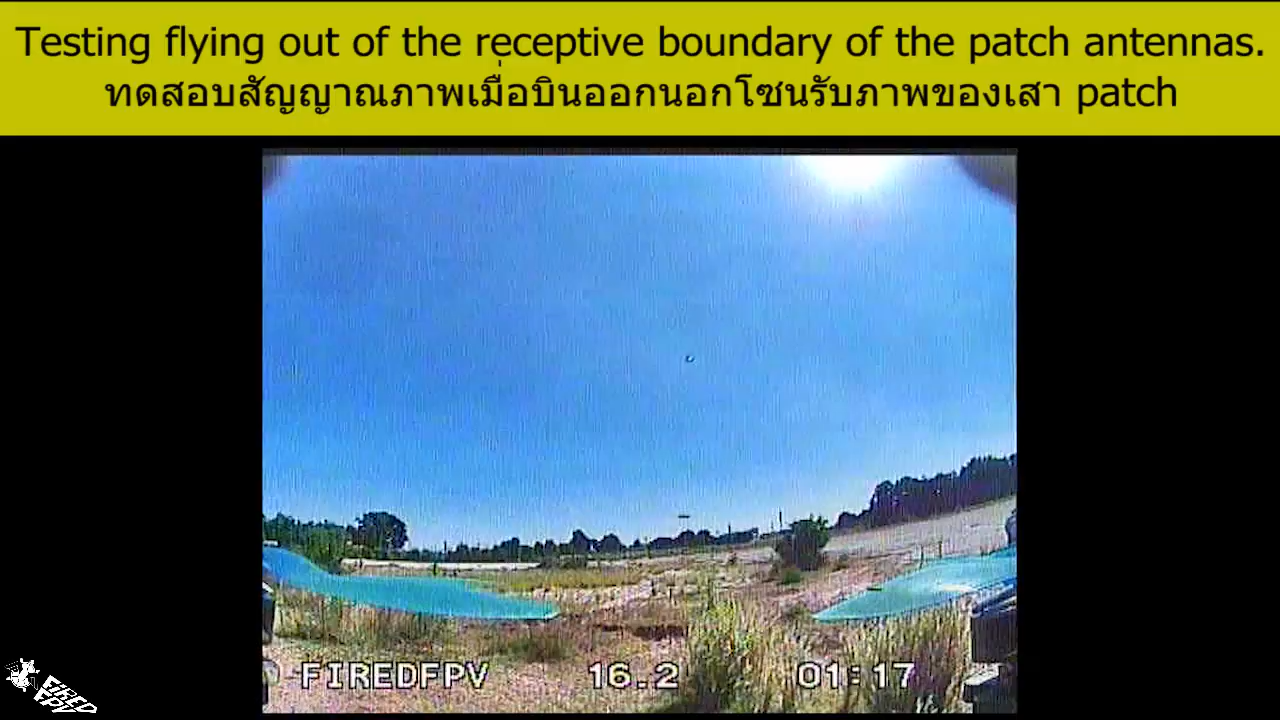 Testing flying out of the receptive boundary of the patch antennas.
ทดสอบสัญญาณภาพเมื่อบินออกนอกโซนรับภาพของเสา patch
FIREDFPV 16.2 01:17
FIRED
FPV